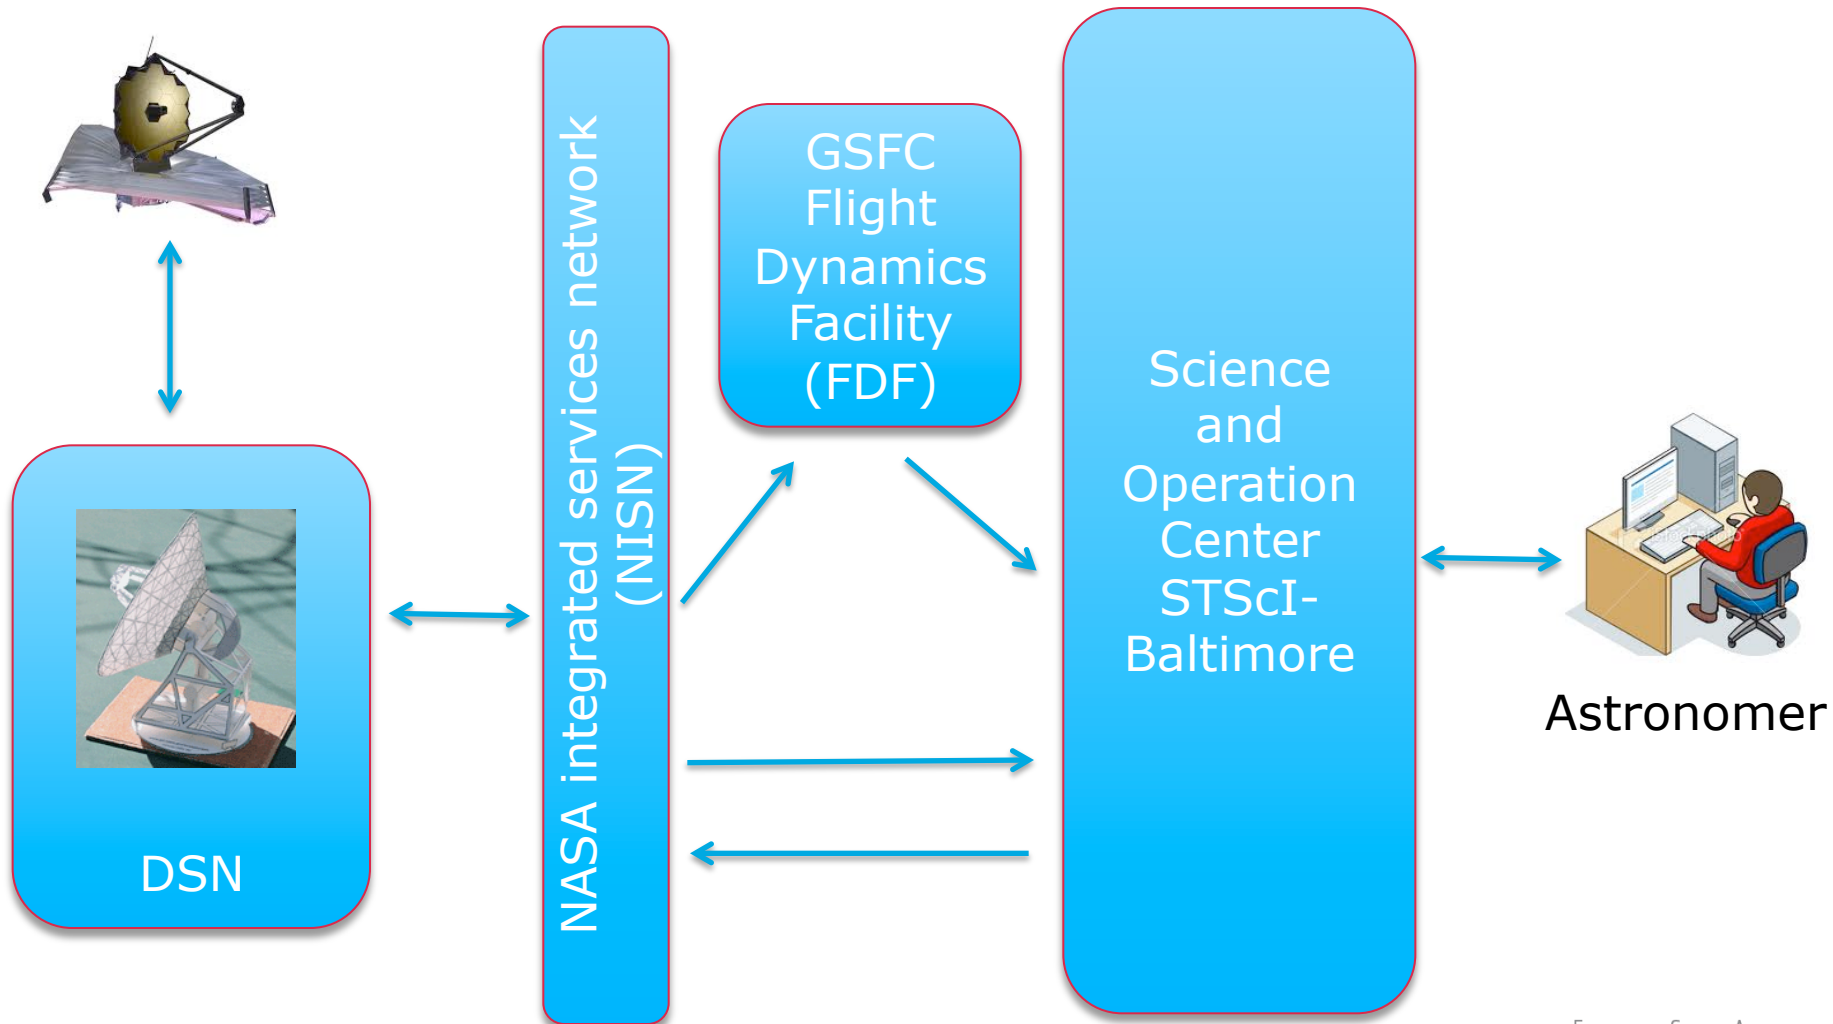 NASA integrated services network
(NISN)
GSFC
Flight
Dynamics
Facility
(FDF)
Science
and
Operation
Center
STScI-
Baltimore
DSN
Astronomer